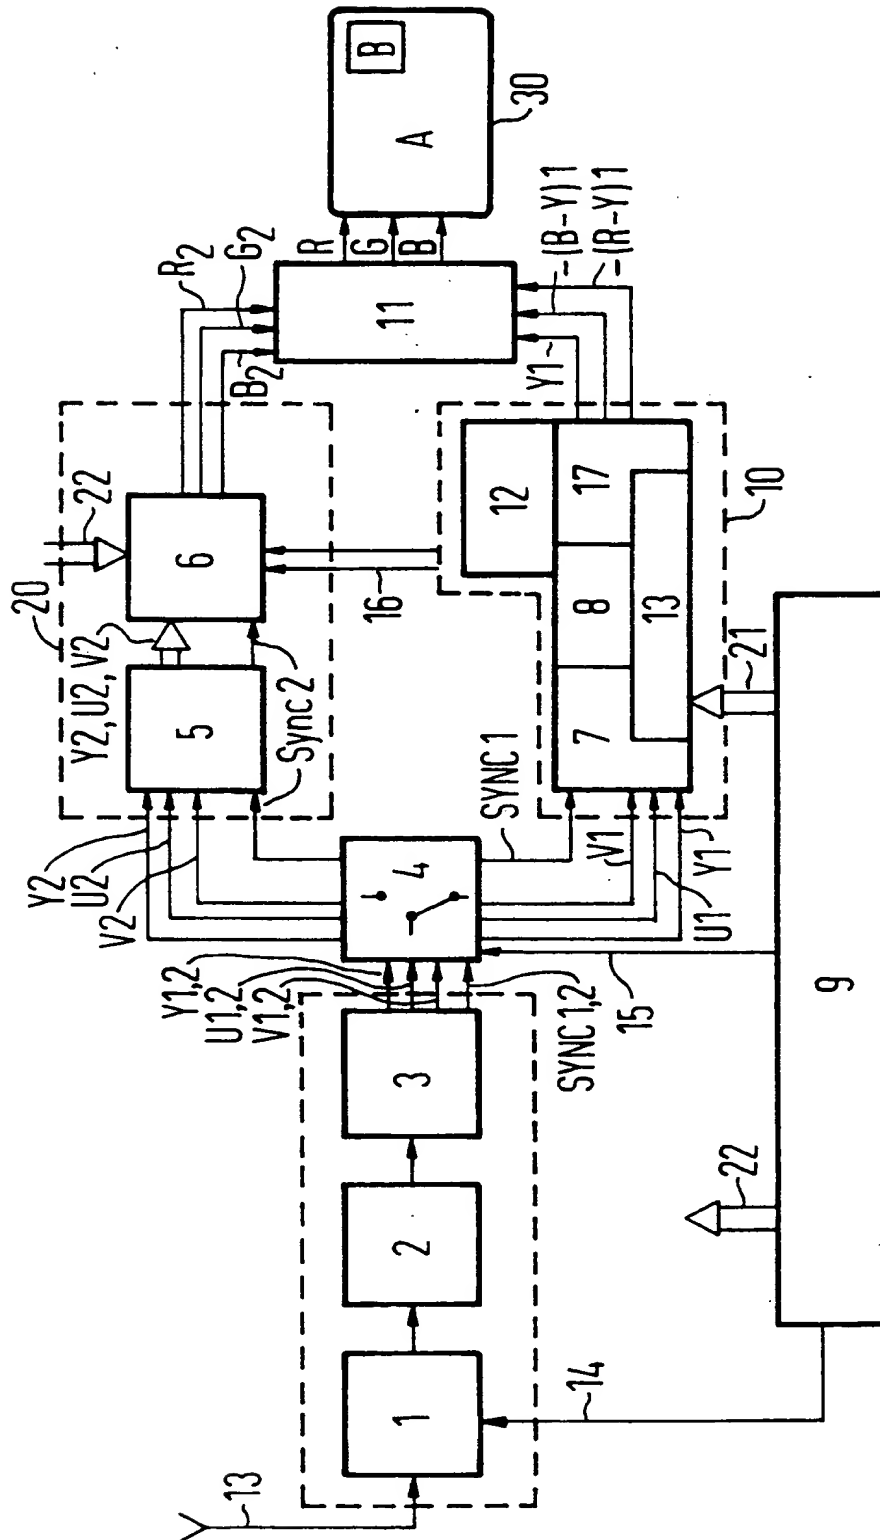 13
1
2
3
14
Y1,2
U1,2
V1,2
SYNC 1,2
4
15
9
22
Y2
U2
V2
Sync 2
20
5
Y2, U2, V2
6
22
16
SYNC 1
V1
U1
Y1
7
8
12
17
13
10
21
R2
G2
B2
11
Y1
-(B-Y)1
-(R-Y)1
R
G
B
A
B
30